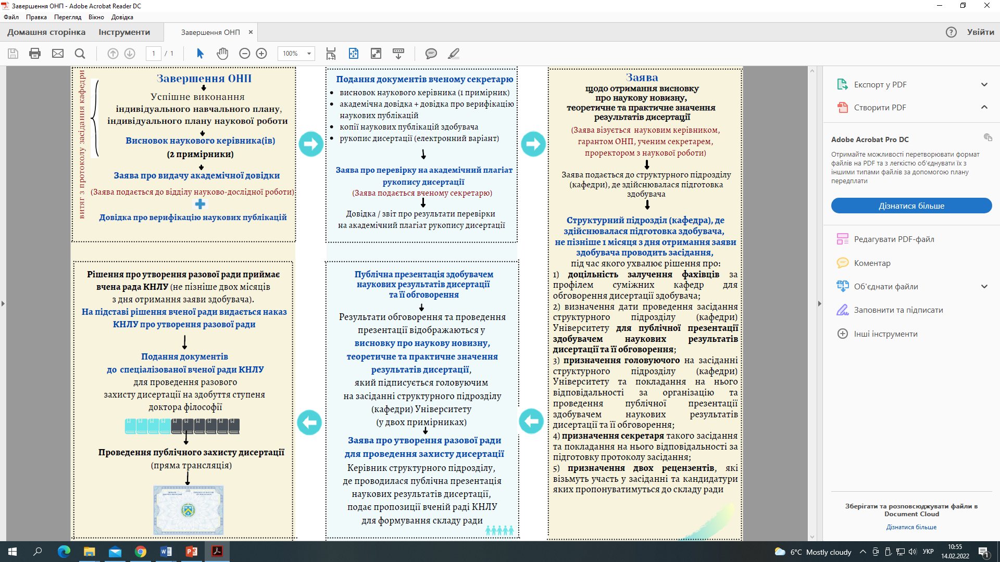 Завершення ОНП - Adobe Acrobat Reader DC
Файл Правка Перегляд Вікно Довідка
Домашня сторінка Інструменти Завершення ОНП × Увійти
1 / 1 100%
витяг з протоколу засідання кафедри
Завершення ОНП
Успішне виконання
індивідуального навчального плану,
індивідуального плану наукової роботи
Висновок наукового керівника(ів)
(2 примірники)
Заява про видачу академічної довідки
(Заява подається до відділу науково-дослідної роботи)
Довідка про верифікацію наукових публікацій
Подання документів вченому секретарю
• висновок наукового керівника (1 примірник)
• академічна довідка + довідка про верифікацію
наукових публікацій
• копії наукових публікацій здобувача
• рукопис дисертації (електронний варіант)
Заява про перевірку на академічний плагіат
рукопису дисертації
(Заява подається вченому секретарю)
Довідка / звіт про результати перевірки
на академічний плагіат рукопису дисертації
Заява
щодо отримання висновку
про наукову новизну,
теоретичне та практичне значення
результатів дисертації
(Заява візується науковим керівником,
гарантом ОНП, ученим секретарем,
проректором з наукової роботи)
Заява подається до структурного підрозділу
(кафедри), де здійснювалася підготовка
здобувача
Структурний підрозділ (кафедра), де
здійснювалася підготовка здобувача,
не пізніше 1 місяця з дня отримання заяви
здобувача проводить засідання,
під час якого ухвалює рішення про:
1) доцільність залучення фахівців за
профілем суміжних кафедр для
обговорення дисертації здобувача;
2) визначення дати проведення засідання
структурного підрозділу (кафедри)
Університету для публічної презентації
здобувачем наукових результатів
дисертації та її обговорення;
3) призначення головуючого на засіданні
структурного підрозділу (кафедри)
Університету та покладання на нього
відповідальності за організацію та
проведення публічної презентації
здобувачем наукових результатів
дисертації та її обговорення;
4) призначення секретаря такого засідання
та покладання на нього відповідальності за
підготовку протоколу засідання;
5) призначення двох рецензентів, які
візьмуть участь у засіданні та кандидатури
яких пропонуватимуться до складу ради
Публічна презентація здобувачем
наукових результатів дисертації
та її обговорення
Результати обговорення та проведення
презентації відображаються у
висновку про наукову новизну,
теоретичне та практичне значення
результатів дисертації,
який підписується головуючим
на засіданні структурного підрозділу
(кафедри) Університету
(у двох примірниках)
Заява про утворення разової ради
для проведення захисту дисертації
Керівник структурного підрозділу,
де проводилася публічна презентація
наукових результатів дисертації,
подає пропозиції вченій раді КНЛУ
для формування складу ради
Рішення про утворення разової ради приймає
вчена рада КНЛУ (не пізніше двох місяців
з дня отримання заяви здобувача).
На підставі рішення вченої ради видається наказ
КНЛУ про утворення разової ради
Подання документів
до спеціалізованої вченої ради КНЛУ
для проведення разового
захисту дисертації на здобуття ступеня
доктора філософії
Проведення публічного захисту дисертації
(пряма трансляція)
Експорт у PDF
Створити PDF
Adobe Acrobat Pro DC
Отримайте можливості перетворювати формат
файлів на PDF та з легкістю об'єднувати їх з
іншими типами файлів за допомогою плану
передплати
Дізнатися більше
Редагувати PDF-файл
Коментар
Об'єднати файли
Заповнити та підписати
Інші інструменти
Зберігати та розповсюджувати файли в
Document Cloud
Дізнатися більше
6°C Mostly cloudy УКР 10:55
14.02.2022
1